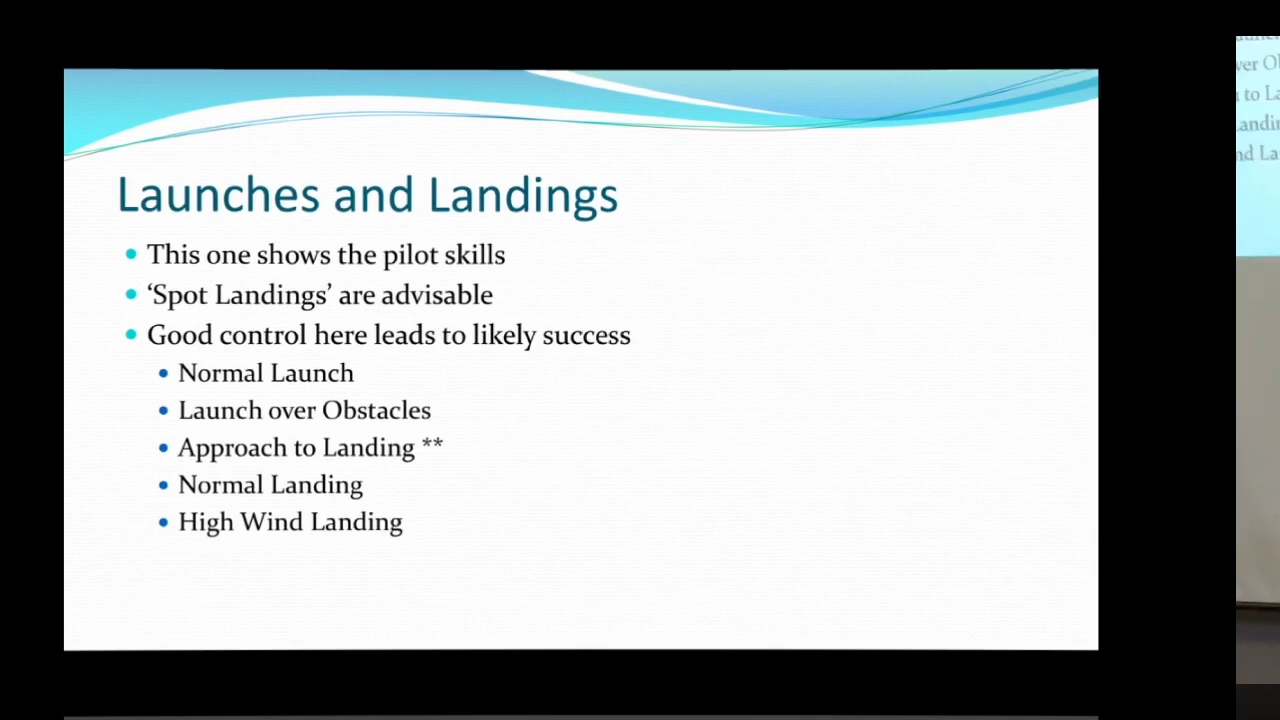 Launches and Landings
This one shows the pilot skills
‘Spot Landings’ are advisable
Good control here leads to likely success
Normal Launch
Launch over Obstacles
Approach to Landing **
Normal Landing
High Wind Landing